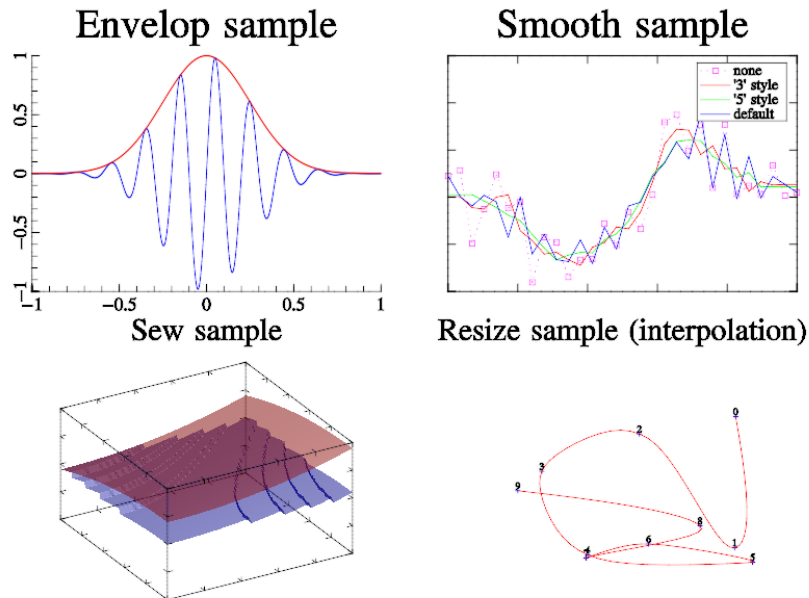 Envelop sample
Smooth sample
none
'3' style
'5' style
default
1
0.5
0
−0.5
−1
−1
−0.5
0
0.5
1
Sew sample
Resize sample (interpolation)
0
2
3
9
8
6
1
4
5